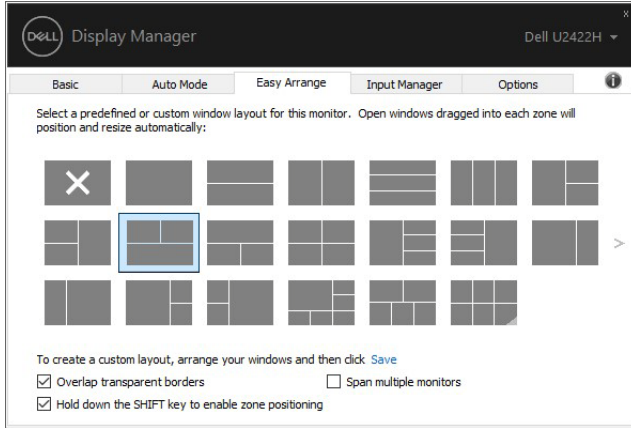 x
DELL Display Manager Dell U2422H
Basic Auto Mode Easy Arrange Input Manager Options i
Select a predefined or custom window layout for this monitor. Open windows dragged into each zone will
position and resize automatically:
>
To create a custom layout, arrange your windows and then click Save
Overlap transparent borders Span multiple monitors
Hold down the SHIFT key to enable zone positioning